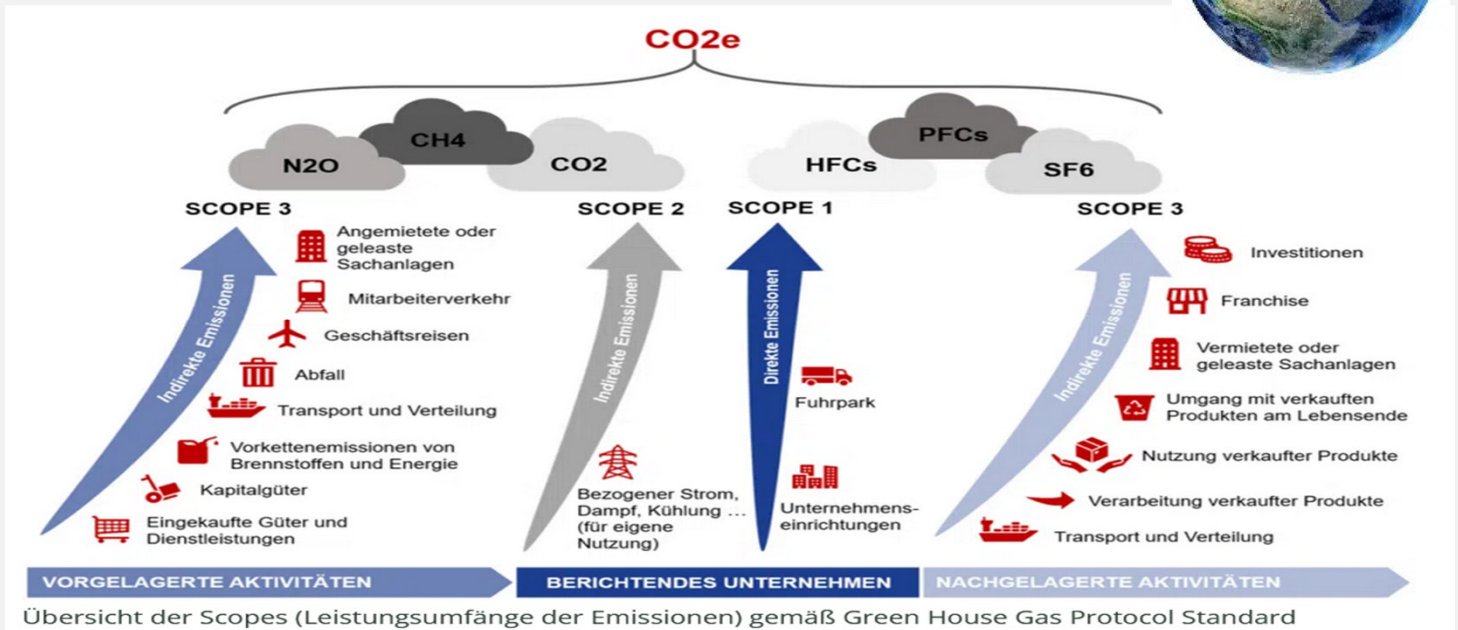 CO2e
N2O
CH4
CO2
HFCs
PFCs
SF6
SCOPE 3
Indirekte Emissionen
Angemietete oder
geleaste
Sachanlagen
Mitarbeiterverkehr
Geschäftsreisen
Abfall
Transport und Verteilung
Vorkettenemissionen von
Brennstoffen und Energie
Kapitalgüter
Eingekaufte Güter und
Dienstleistungen
SCOPE 2
Indirekte Emissionen
Bezogener Strom,
Dampf, Kühlung ...
(für eigene
Nutzung)
SCOPE 1
Direkte Emissionen
Fuhrpark
Unternehmens-
einrichtungen
SCOPE 3
Indirekte Emissionen
Investitionen
Franchise
Vermietete oder
geleaste Sachanlagen
Umgang mit verkauften
Produkten am Lebensende
Nutzung verkaufter Produkte
Verarbeitung verkaufter Produkte
Transport und Verteilung
VORGELAGERTE AKTIVITÄTEN
BERICHTENDES UNTERNEHMEN
NACHGELAGERTE AKTIVITÄTEN
Übersicht der Scopes (Leistungsumfänge der Emissionen) gemäß Green House Gas Protocol Standard